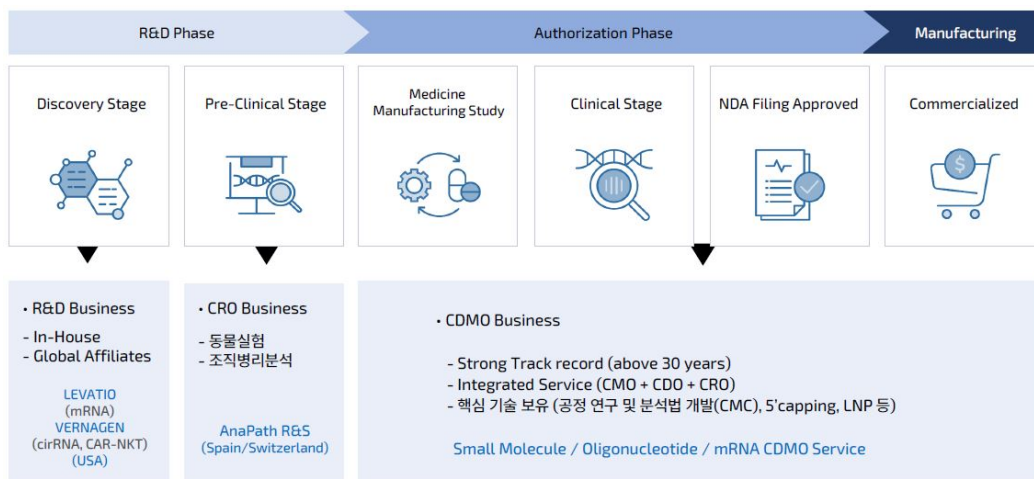 R&D Phase
Authorization Phase
Manufacturing
Discovery Stage
Pre-Clinical Stage
Medicine
Manufacturing Study
Clinical Stage
NDA Filing Approved
Commercialized
$
• R&D Business
- In-House
- Global Affiliates
LEVATIO
(mRNA)
VERNAGEN
(cirRNA, CAR-NKT)
(USA)
• CRO Business
- 동물실험
- 조직병리분석
AnaPath R&S
(Spain/Switzerland)
• CDMO Business
- Strong Track record (above 30 years)
- Integrated Service (CMO + CDO + CRO)
- 핵심 기술 보유 (공정 연구 및 분석법 개발(CMC), 5’capping, LNP 등)
Small Molecule / Oligonucleotide / mRNA CDMO Service